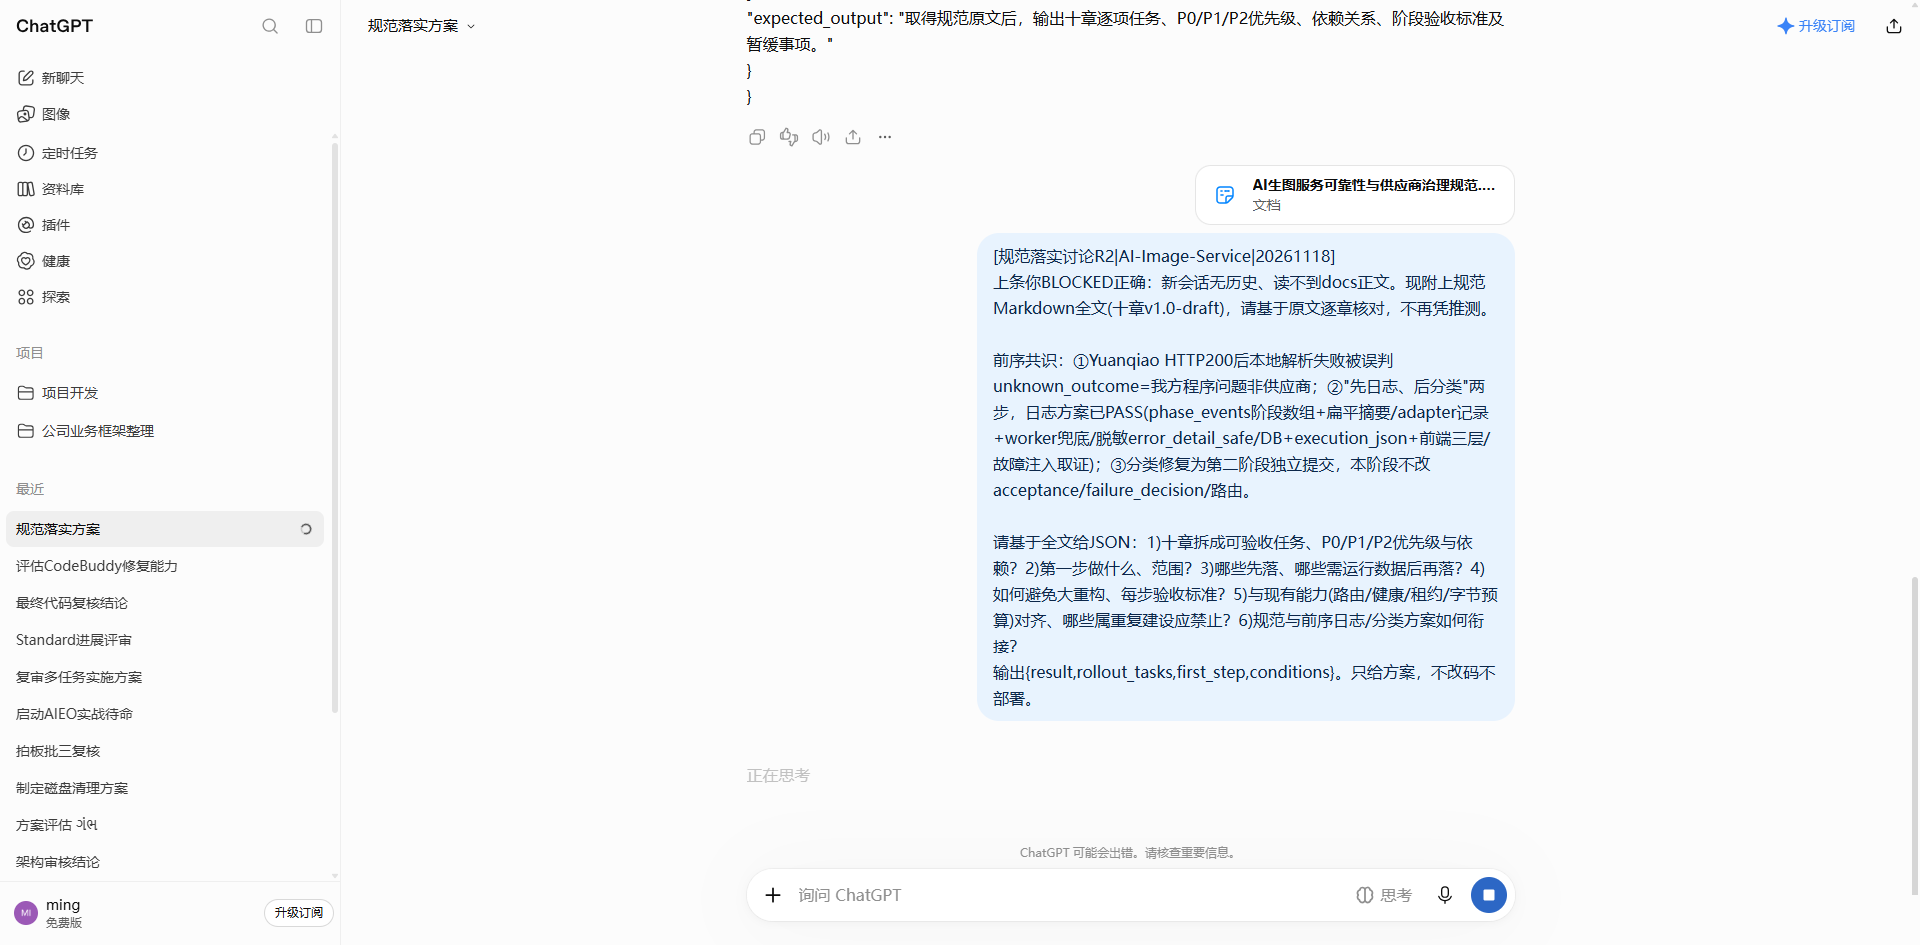 ChatGPT
新聊天
图像
定时任务
资料库
插件
健康
探索
项目
项目开发
公司业务框架整理
最近
规范落实方案
评估CodeBuddy修复能力
最终代码复核结论
Standard进展评审
复审多任务实施方案
启动AIEO实战待命
拍板批三复核
制定磁盘清理方案
方案评估
架构审核结论
MI
ming
免费版
升级订阅
规范落实方案
升级订阅
"expected_output": "取得规范原文后，输出十章逐项任务、P0/P1/P2优先级、依赖关系、阶段验收标准及
暂缓事项。"
}
}
AI生图服务可靠性与供应商治理规范....
文档
[规范落实讨论R2|AI-Image-Service|20261118]
上条你BLOCKED正确：新会话无历史、读不到docs正文。现附上规范
Markdown全文(十章v1.0-draft)，请基于原文逐章核对，不再凭推测。
前序共识：①Yuanqiao HTTP200后本地解析失败被误判
unknown_outcome=我方程序问题非供应商；②"先日志、后分类"两
步，日志方案已PASS(phase_events阶段数组+扁平摘要/adapter记录
+worker兜底/脱敏error_detail_safe/DB+execution_json+前端三层/
故障注入取证)；③分类修复为第二阶段独立提交，本阶段不改
acceptance/failure_decision/路由。
请基于全文给JSON：1)十章拆成可验收任务、P0/P1/P2优先级与依
赖？2)第一步做什么、范围？3)哪些先落、哪些需运行数据后再落？4)
如何避免大重构、每步验收标准？5)与现有能力(路由/健康/租约/字节预
算)对齐、哪些属重复建设应禁止？6)规范与前序日志/分类方案如何衔
接？
输出{result,rollout_tasks,first_step,conditions}。只给方案，不改码不
部署。
正在思考
ChatGPT 可能会出错。请核查重要信息。
询问 ChatGPT
思考